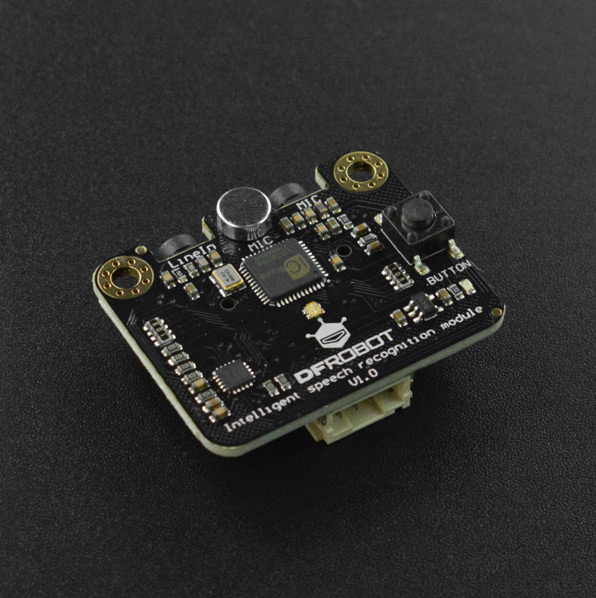 LineIn
MIC
MIC
BUTTON
DFROBOT
Intelligent speech recognition module
V1.0